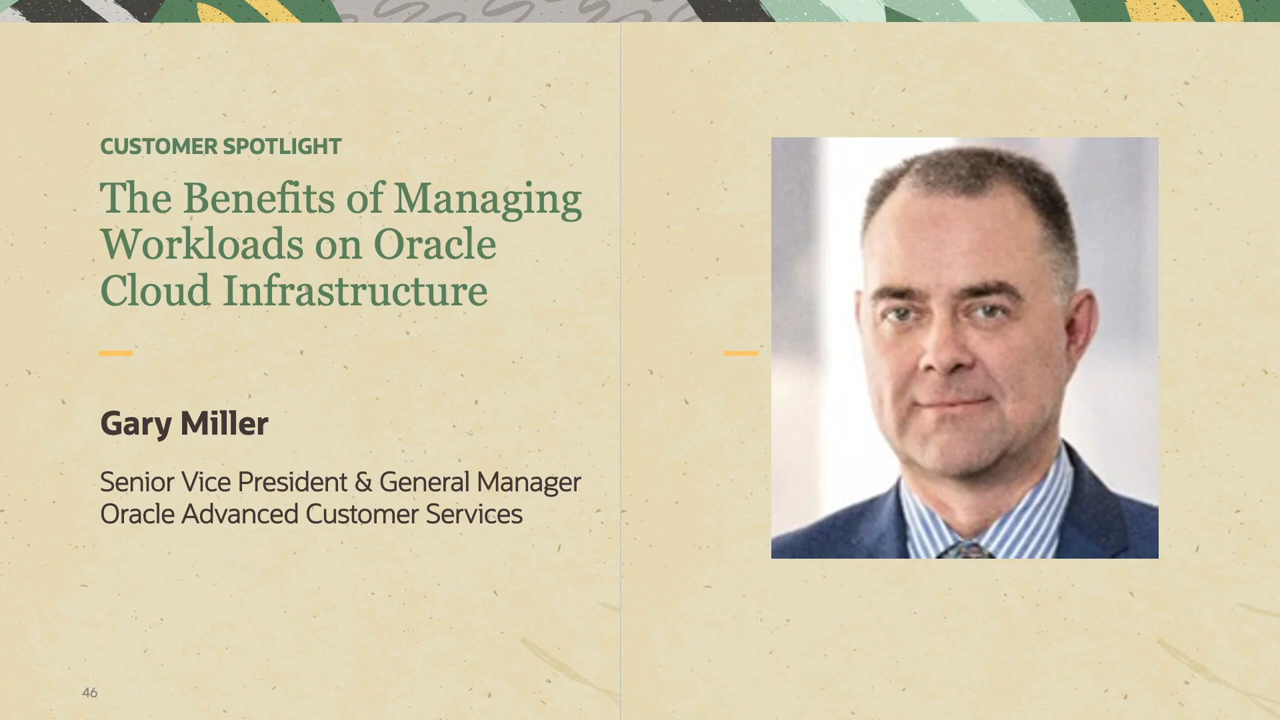 CUSTOMER SPOTLIGHT
The Benefits of Managing
Workloads on Oracle
Cloud Infrastructure
Gary Miller
Senior Vice President & General Manager
Oracle Advanced Customer Services
46